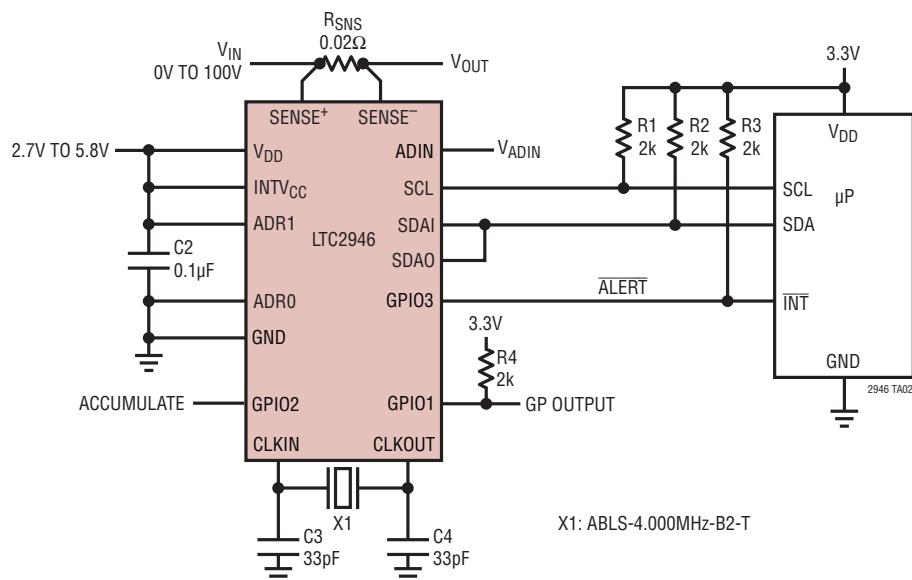 RSNS
0.02Ω
VIN
0V TO 100V
VOUT
3.3V
SENSE+
SENSE−
2.7V TO 5.8V
VDD
ADIN
VADIN
R1
2k
R2
2k
R3
2k
VDD
INTVCC
SCL
SCL
µP
ADR1
LTC2946
SDAI
SDA
C2
0.1µF
SDAO
ADR0
GPIO3
ALERT
INT
GND
3.3V
R4
2k
GND
2946 TA02
ACCUMULATE
GPIO2
GPIO1
GP OUTPUT
CLKIN
CLKOUT
X1
X1: ABLS-4.000MHz-B2-T
C3
33pF
C4
33pF